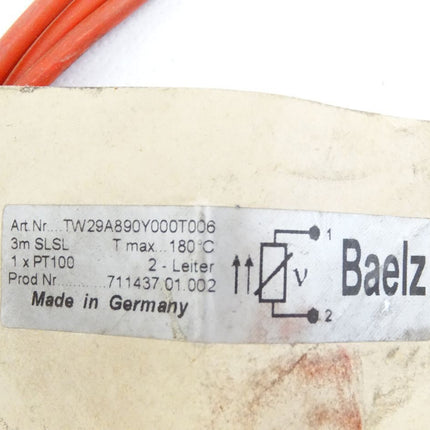 Art.Nr....TW29A890Y000T006
3m SLSL T max...180°C
1 x PT100 2 - Leiter
Prod Nr............711437.01.002
Made in Germany
1
ν
2
Baelz